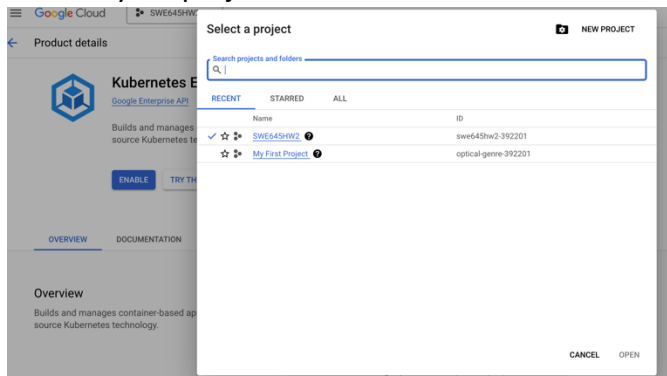 Google Cloud
SWE645HW
Product details
Kubernetes E
Google Enterprise API
Builds and manages
source Kubernetes te
ENABLE
TRY TH
OVERVIEW
DOCUMENTATION
Overview
Builds and manages container-based ap
source Kubernetes technology.
Select a project
NEW PROJECT
Search projects and folders
RECENT STARRED ALL
Name ID
SWE645HW2 swe645hw2-392201
My First Project optical-genre-392201
CANCEL OPEN